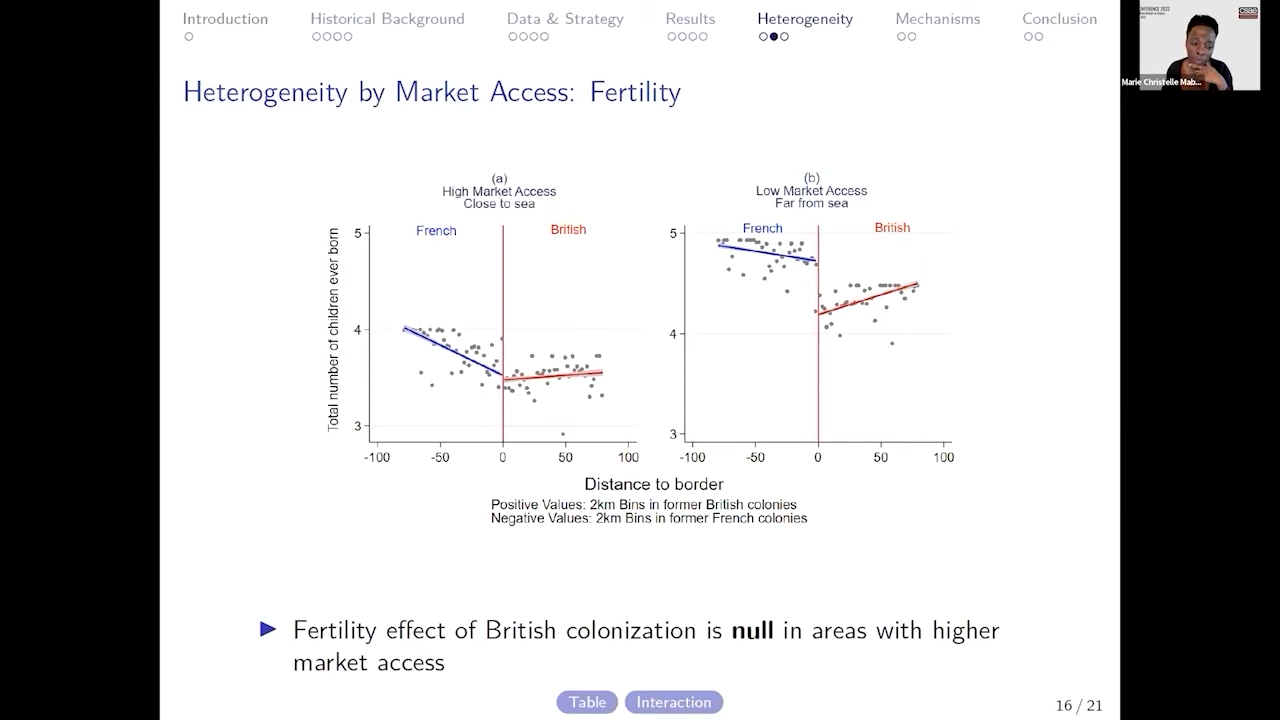 Introduction
Historical Background
Data & Strategy
Results
Heterogeneity
Mechanisms
Conclusion
CSAE
CONFERENCE 2022
Marie Christelle Mab...
Heterogeneity by Market Access: Fertility
(a)
High Market Access
Close to sea
(b)
Low Market Access
Far from sea
French
British
French
British
Total number of children ever born
5
4
3
5
4
3
-100
-50
0
50
100
-100
-50
0
50
100
Distance to border
Positive Values: 2km Bins in former British colonies
Negative Values: 2km Bins in former French colonies
Fertility effect of British colonization is null in areas with higher
market access
Table
Interaction
16 / 21